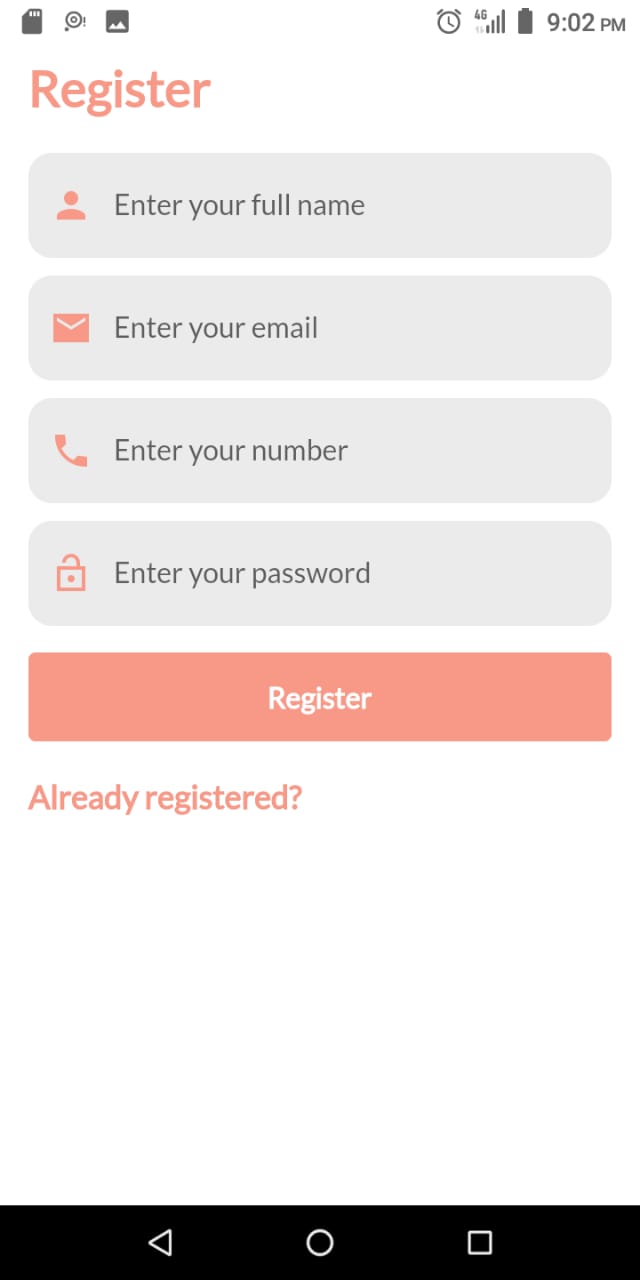 4G
9:02 PM
Register
Enter your full name
Enter your email
Enter your number
Enter your password
Register
Already registered?